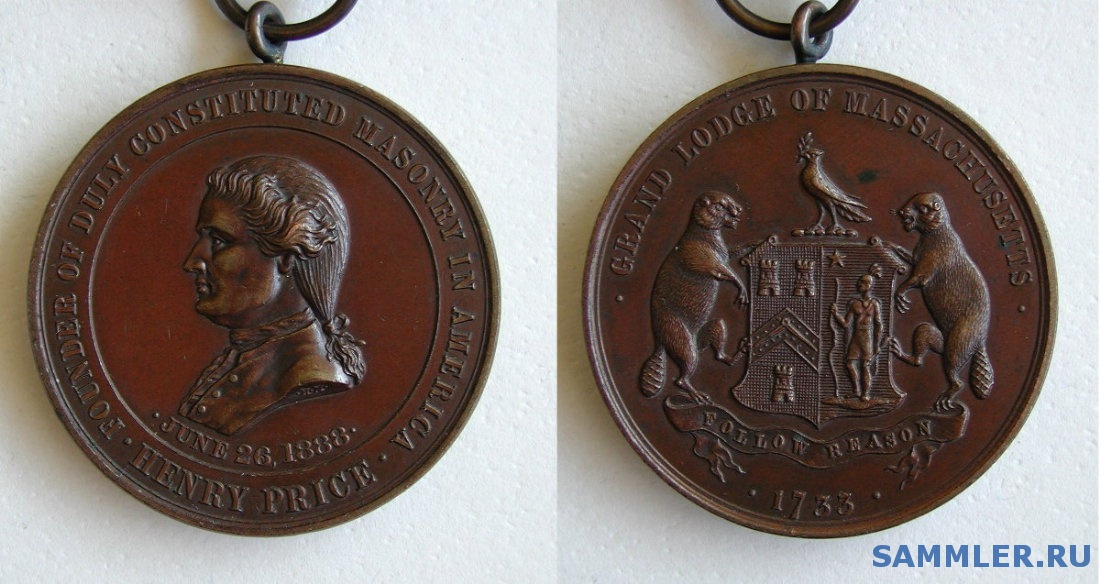 FOUNDER OF DULY CONSTITUTED MASONRY IN AMERICA
· JUNE 26, 1888. ·
· HENRY PRICE ·
· GRAND LODGE OF MASSACHUSETTS ·
FOLLOW REASON
· 1733 ·
SAMMLER.RU